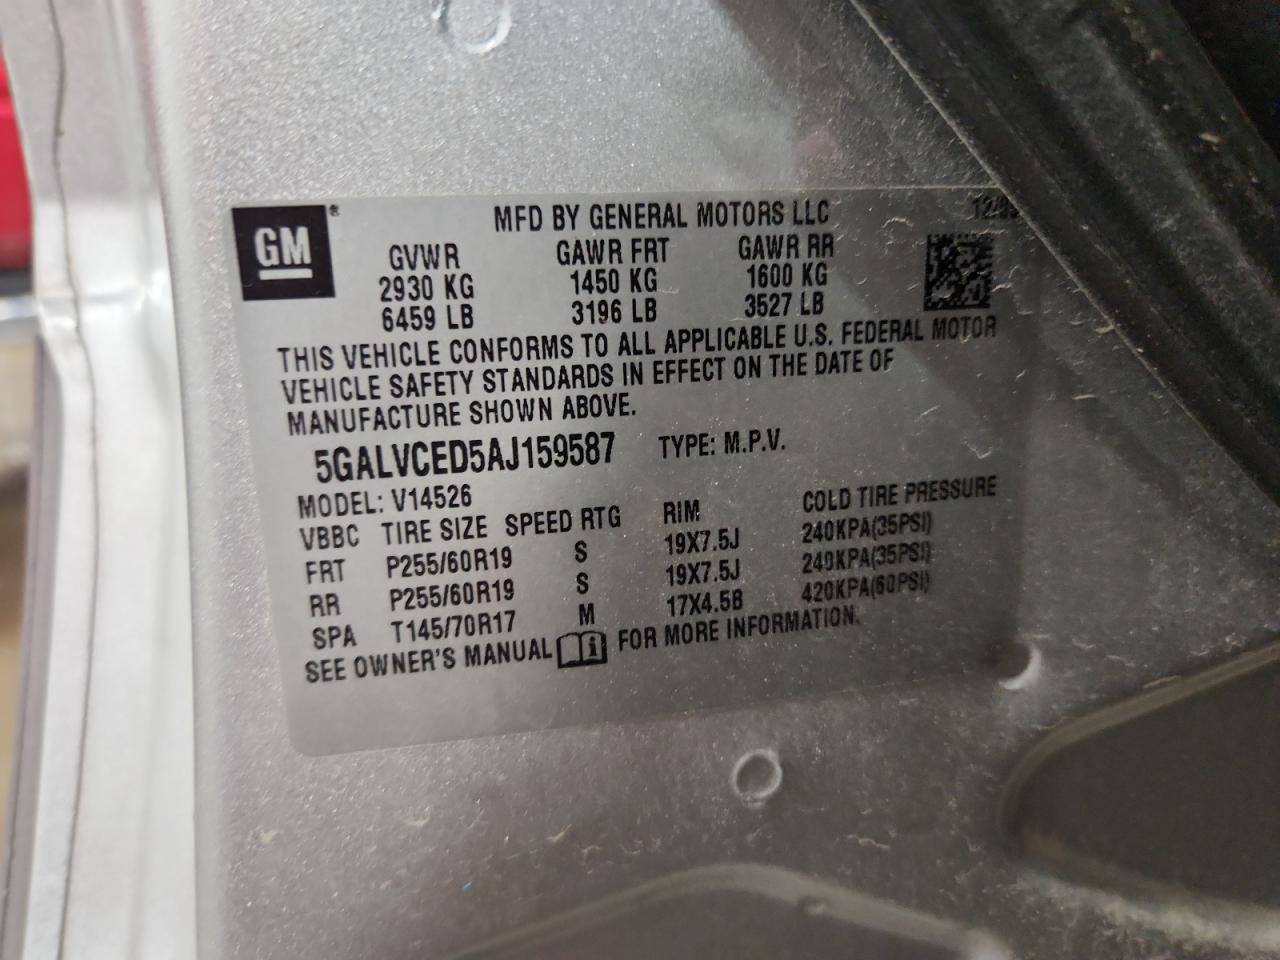 GM ®
MFD BY GENERAL MOTORS LLC 12/09
GVWR GAWR FRT GAWR RR
2930 KG 1450 KG 1600 KG
6459 LB 3196 LB 3527 LB
THIS VEHICLE CONFORMS TO ALL APPLICABLE U.S. FEDERAL MOTOR
VEHICLE SAFETY STANDARDS IN EFFECT ON THE DATE OF
MANUFACTURE SHOWN ABOVE.
5GALVCED5AJ159587 TYPE: M.P.V.
MODEL: V14526
VBBC TIRE SIZE SPEED RTG RIM COLD TIRE PRESSURE
FRT P255/60R19 S 19X7.5J 240KPA(35PSI)
RR P255/60R19 S 19X7.5J 240KPA(35PSI)
SPA T145/70R17 M 17X4.5B 420KPA(60PSI)
SEE OWNER'S MANUAL i FOR MORE INFORMATION.